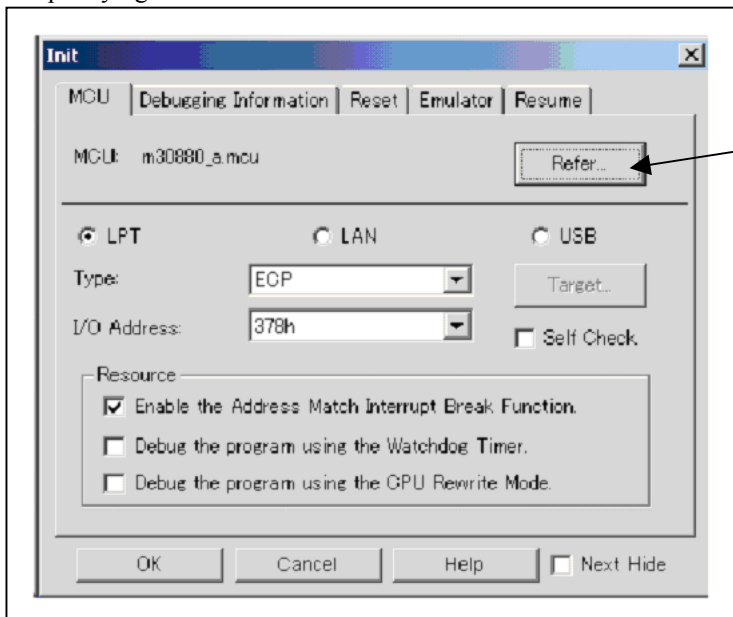 Init
MCU Debugging Information Reset Emulator Resume
MCU: m30880_a.mcu Refer...
LPT LAN USB
Type: ECP Target...
I/O Address: 378h Self Check.
Resource
Enable the Address Match Interrupt Break Function.
Debug the program using the Watchdog Timer.
Debug the program using the CPU Rewrite Mode.
OK Cancel Help Next Hide